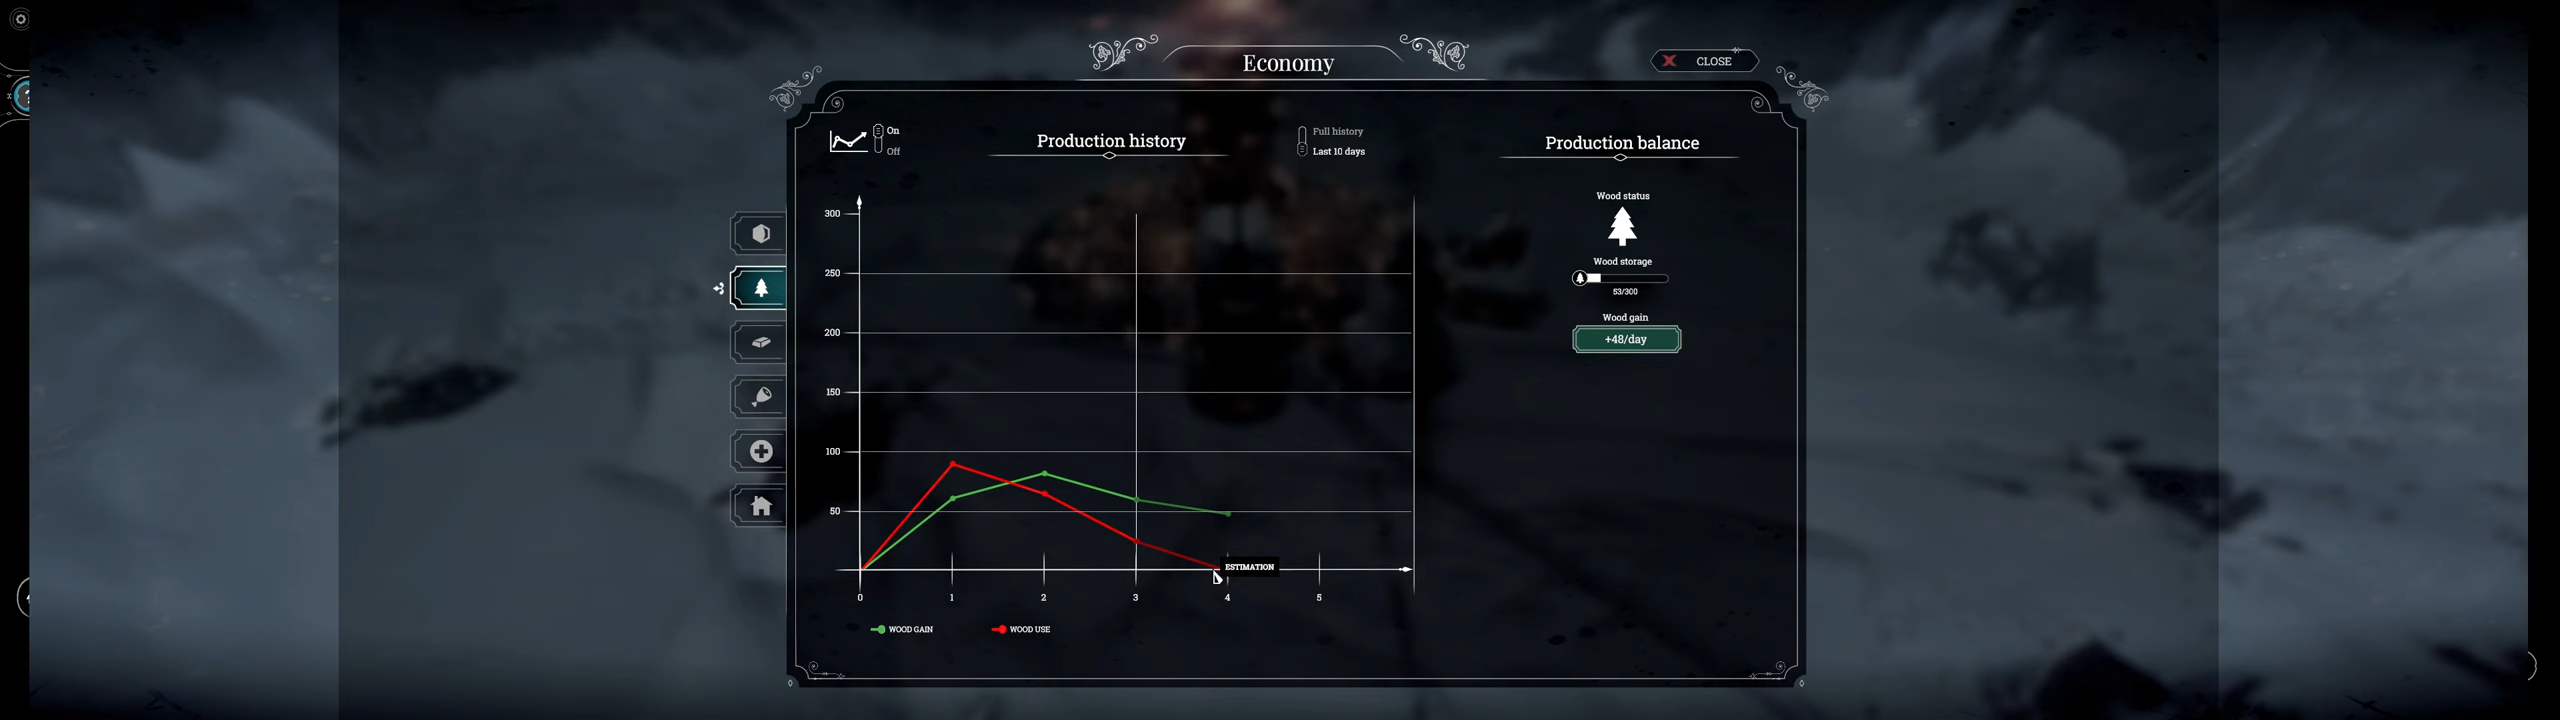 Economy
CLOSE
On
Off
Production history
Full history
Last 10 days
Production balance
300
250
200
150
100
50
0
1
2
3
4
5
ESTIMATION
WOOD GAIN
WOOD USE
Wood status
Wood storage
53/300
Wood gain
+48/day